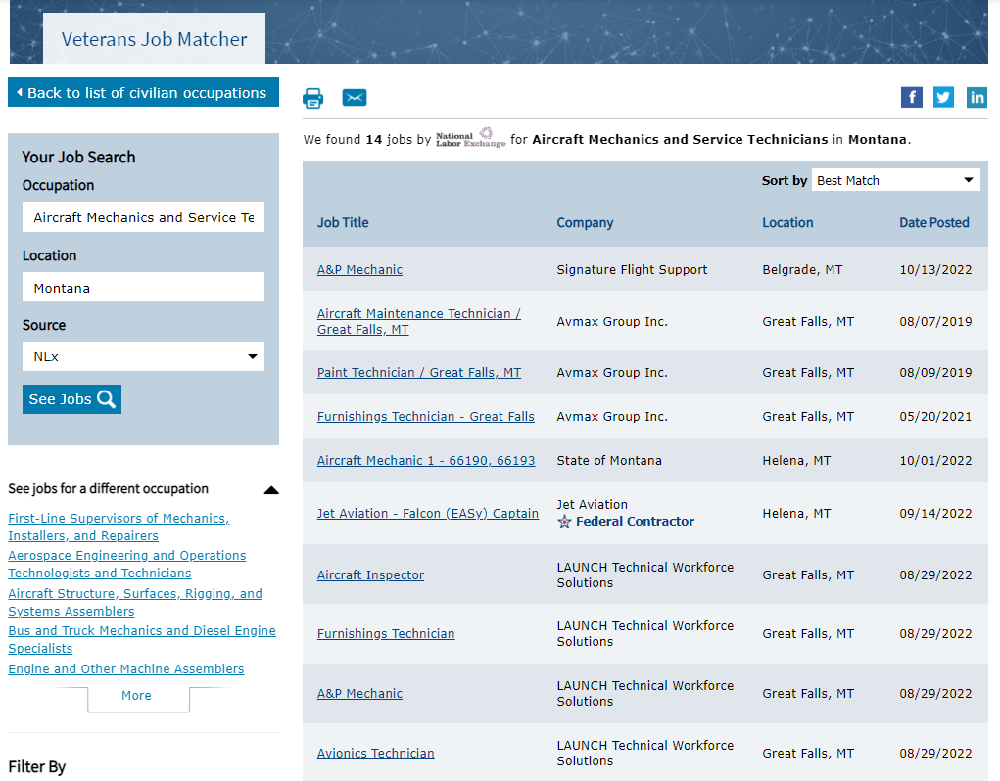 Veterans Job Matcher
Back to list of civilian occupations
Your Job Search
Occupation
Aircraft Mechanics and Service Te
Location
Montana
Source
NLx
See Jobs
See jobs for a different occupation
First-Line Supervisors of Mechanics,
Installers, and Repairers
Aerospace Engineering and Operations
Technologists and Technicians
Aircraft Structure, Surfaces, Rigging, and
Systems Assemblers
Bus and Truck Mechanics and Diesel Engine
Specialists
Engine and Other Machine Assemblers
More
Filter By
f in
We found 14 jobs by National Labor Exchange for Aircraft Mechanics and Service Technicians in Montana.
Sort by Best Match
Job Title Company Location Date Posted
A&P Mechanic Signature Flight Support Belgrade, MT 10/13/2022
Aircraft Maintenance Technician /
Great Falls, MT Avmax Group Inc. Great Falls, MT 08/07/2019
Paint Technician / Great Falls, MT Avmax Group Inc. Great Falls, MT 08/09/2019
Furnishings Technician - Great Falls Avmax Group Inc. Great Falls, MT 05/20/2021
Aircraft Mechanic 1 - 66190, 66193 State of Montana Helena, MT 10/01/2022
Jet Aviation - Falcon (EASy) Captain Jet Aviation
Federal Contractor Helena, MT 09/14/2022
Aircraft Inspector LAUNCH Technical Workforce
Solutions Great Falls, MT 08/29/2022
Furnishings Technician LAUNCH Technical Workforce
Solutions Great Falls, MT 08/29/2022
A&P Mechanic LAUNCH Technical Workforce
Solutions Great Falls, MT 08/29/2022
Avionics Technician LAUNCH Technical Workforce
Solutions Great Falls, MT 08/29/2022